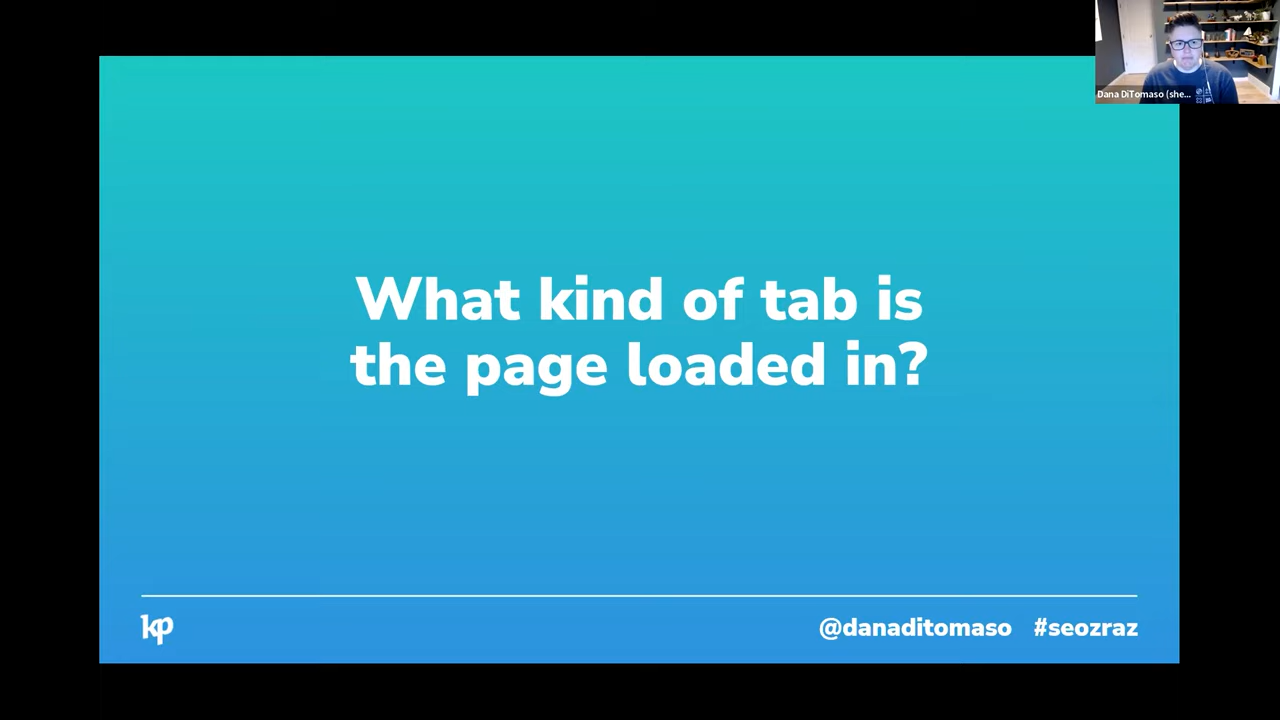 Dana DiTomaso (she...
What kind of tab is
the page loaded in?
kp
@danaditomaso #seozraz